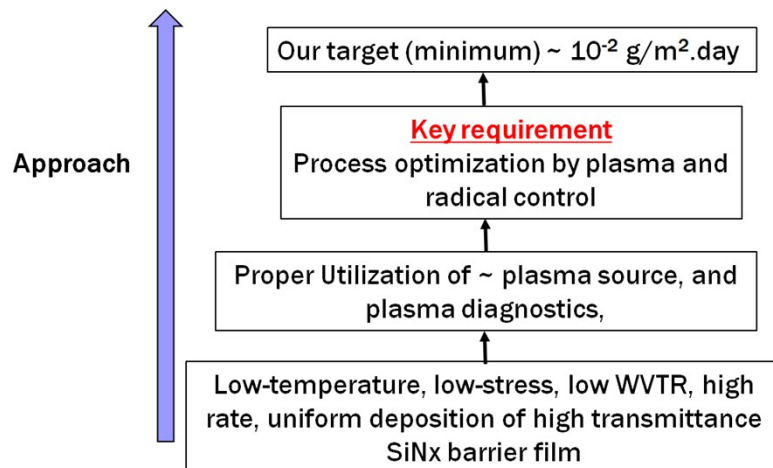 Our target (minimum) ~ 10⁻² g/m².day
Key requirement
Process optimization by plasma and
radical control
Approach
Proper Utilization of ~ plasma source, and
plasma diagnostics,
Low-temperature, low-stress, low WVTR, high
rate, uniform deposition of high transmittance
SiNx barrier film